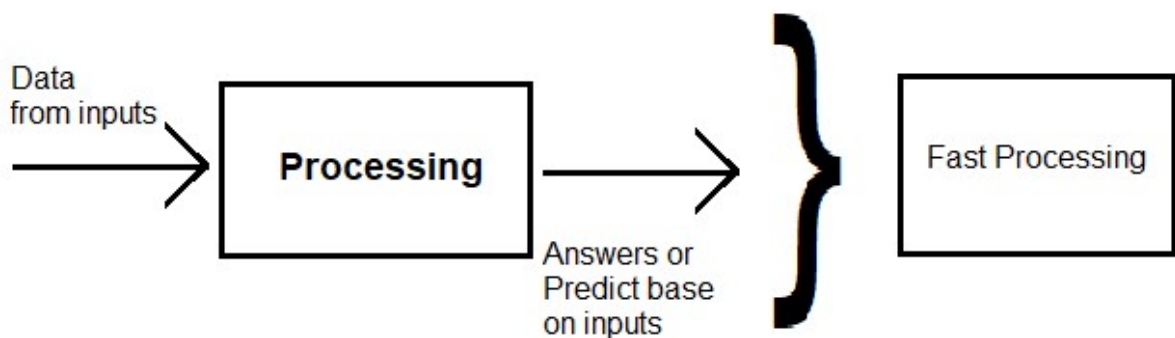 Data
from inputs
Processing
Answers or
Predict base
on inputs
Fast Processing